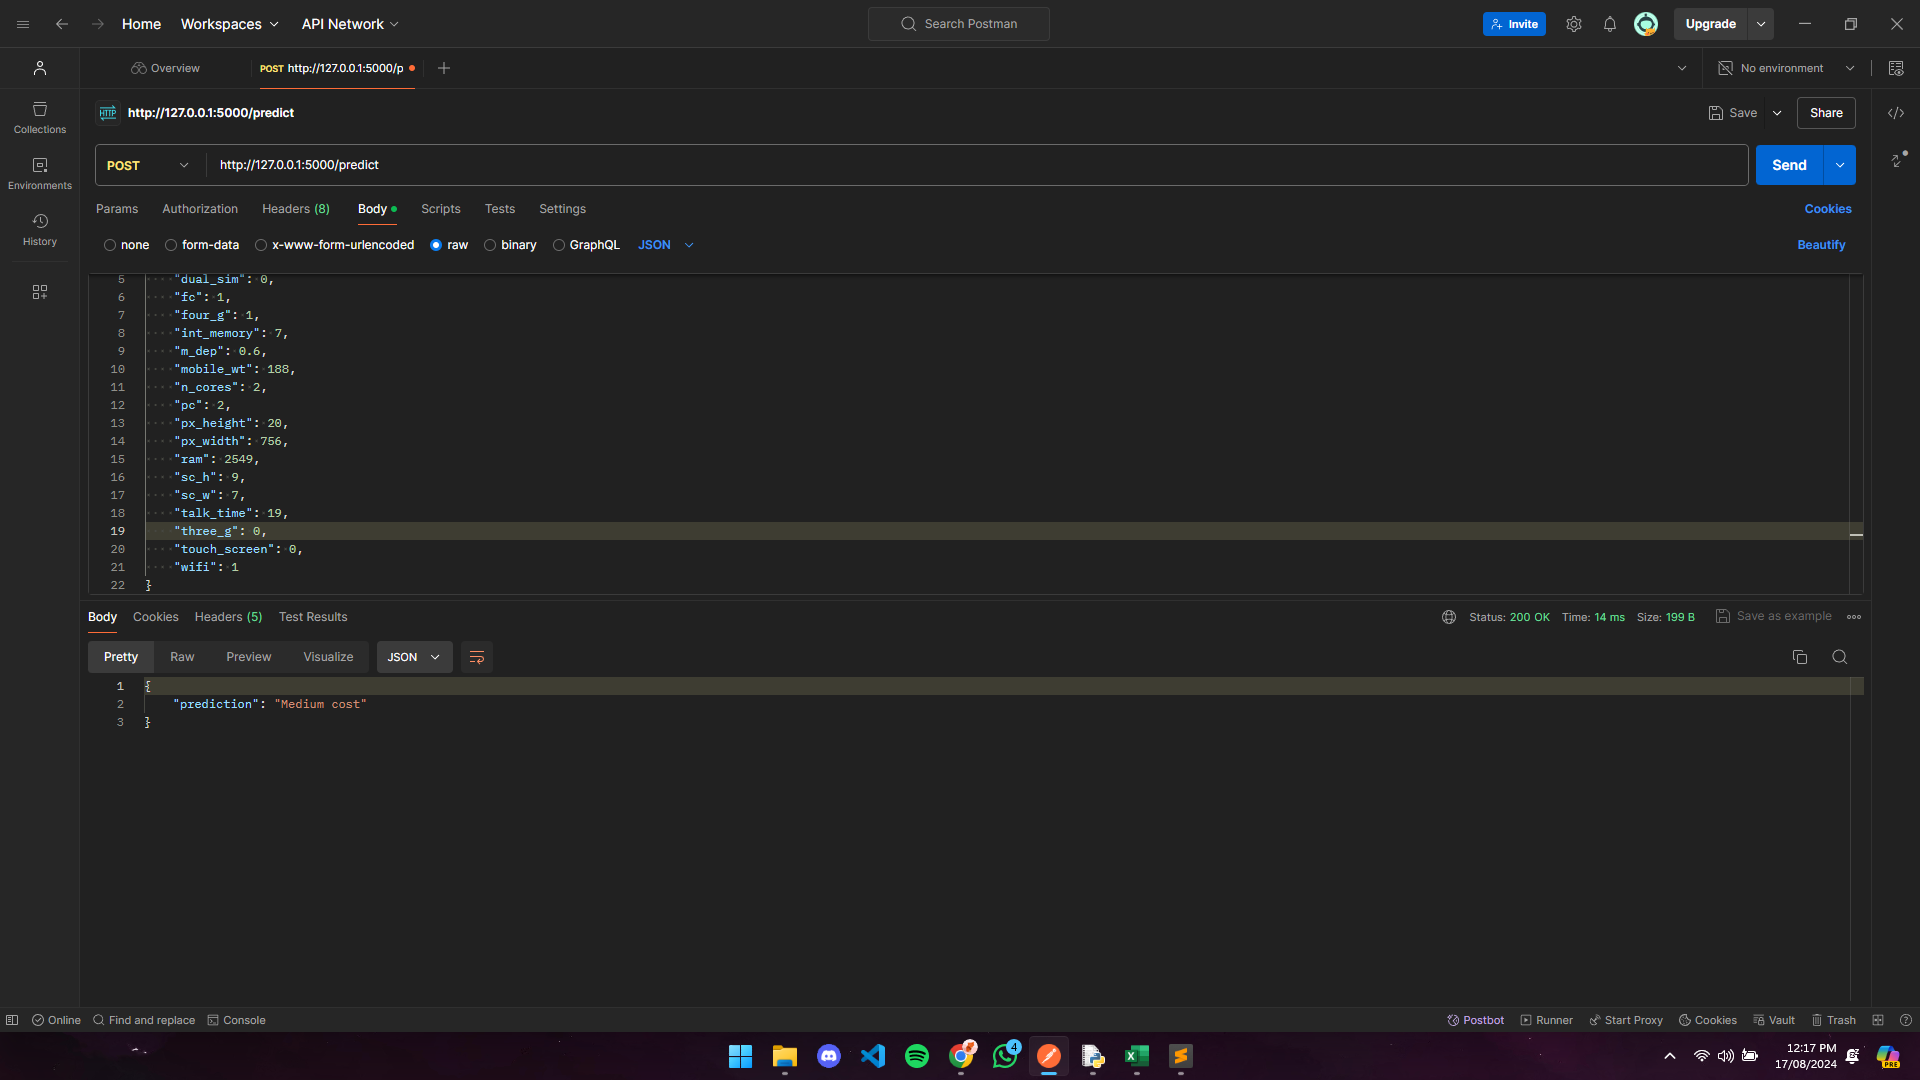 Home Workspaces API Network Search Postman Invite Upgrade
Overview POST http://127.0.0.1:5000/p No environment
HTTP http://127.0.0.1:5000/predict Save Share
Collections
POST http://127.0.0.1:5000/predict Send
Environments
Params Authorization Headers (8) Body Scripts Tests Settings Cookies
History
none form-data x-www-form-urlencoded raw binary GraphQL JSON Beautify
5 "dual_sim": 0,
6 "fc": 1,
7 "four_g": 1,
8 "int_memory": 7,
9 "m_dep": 0.6,
10 "mobile_wt": 188,
11 "n_cores": 2,
12 "pc": 2,
13 "px_height": 20,
14 "px_width": 756,
15 "ram": 2549,
16 "sc_h": 9,
17 "sc_w": 7,
18 "talk_time": 19,
19 "three_g": 0,
20 "touch_screen": 0,
21 "wifi": 1
22 }
Body Cookies Headers (5) Test Results Status: 200 OK Time: 14 ms Size: 199 B Save as example
Pretty Raw Preview Visualize JSON
1 {
2 "prediction": "Medium cost"
3 }
Online Find and replace Console Postbot Runner Start Proxy Cookies Vault Trash
4
12:17 PM
17/08/2024
PRE